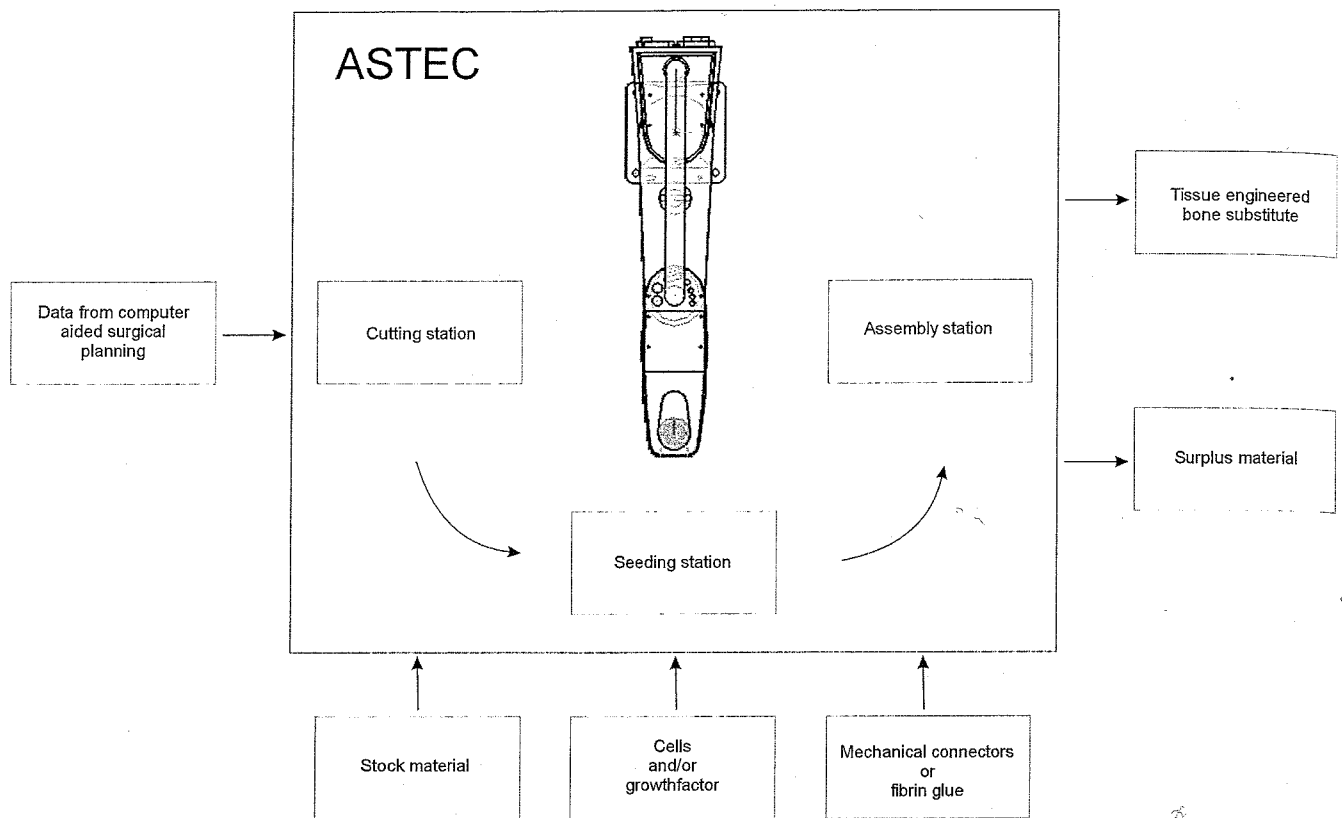 ASTEC
Data from computer
aided surgical
planning
Cutting station
Assembly station
Seeding station
Tissue engineered
bone substitute
Surplus material
Stock material
Cells
and/or
growthfactor
Mechanical connectors
or
fibrin glue